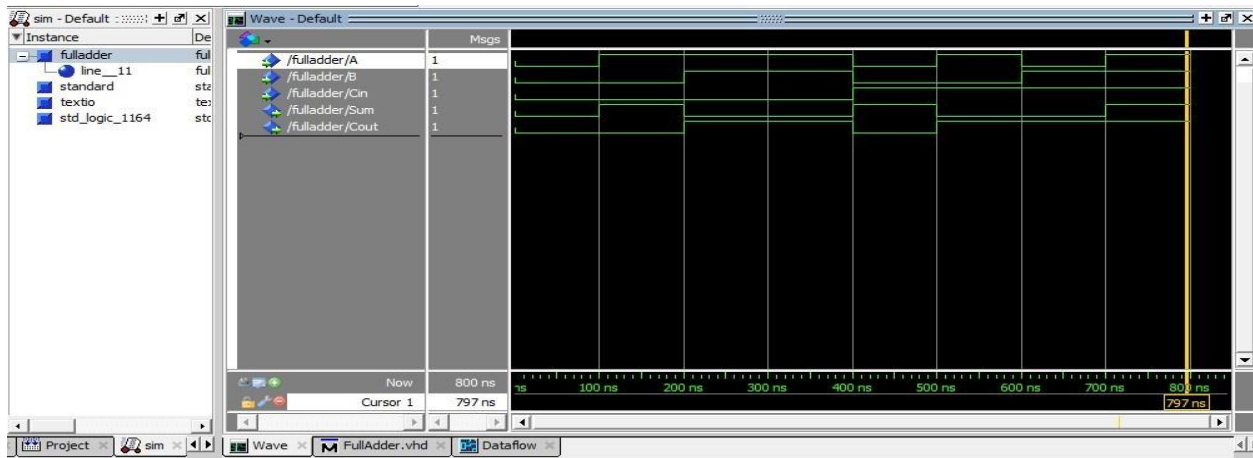 sim - Default
Wave - Default
Instance
De
Msgs
fulladder
ful
line__11
ful
standard
sta
textio
tex
std_logic_1164
stc
/fulladder/A
1
/fulladder/B
1
/fulladder/Cin
1
/fulladder/Sum
1
/fulladder/Cout
1
Now
800 ns
ns
100 ns
200 ns
300 ns
400 ns
500 ns
600 ns
700 ns
800 ns
Cursor 1
797 ns
797 ns
Project
sim
Wave
FullAdder.vhd
Dataflow